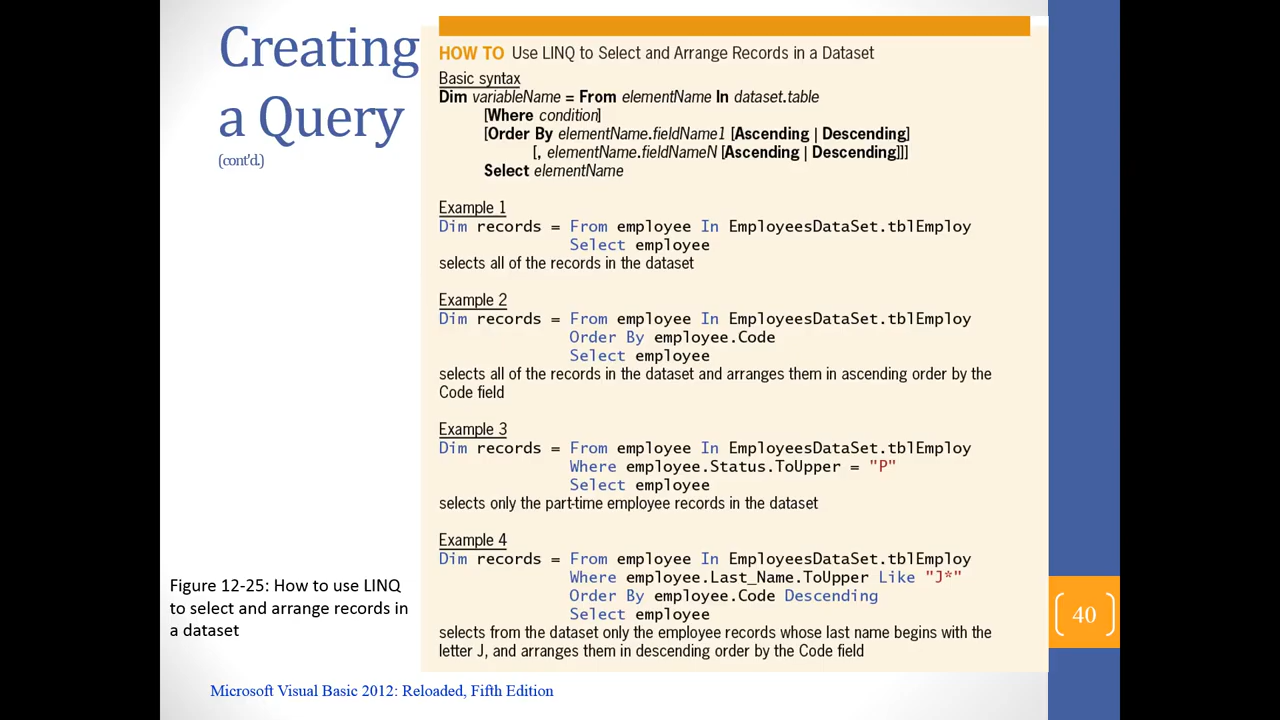 Creating
a Query
(cont'd.)
HOW TO Use LINQ to Select and Arrange Records in a Dataset
Basic syntax
Dim variableName = From elementName In dataset.table
[Where condition]
[Order By elementName.fieldName1 [Ascending | Descending]
[, elementName.fieldNameN [Ascending | Descending]]]
Select elementName
Example 1
Dim records = From employee In EmployeesDataSet.tblEmploy
Select employee
selects all of the records in the dataset
Example 2
Dim records = From employee In EmployeesDataSet.tblEmploy
Order By employee.Code
Select employee
selects all of the records in the dataset and arranges them in ascending order by the
Code field
Example 3
Dim records = From employee In EmployeesDataSet.tblEmploy
Where employee.Status.ToUpper = "P"
Select employee
selects only the part-time employee records in the dataset
Example 4
Dim records = From employee In EmployeesDataSet.tblEmploy
Where employee.Last_Name.ToUpper Like "J*"
Order By employee.Code Descending
Select employee
selects from the dataset only the employee records whose last name begins with the
letter J, and arranges them in descending order by the Code field
Figure 12-25: How to use LINQ
to select and arrange records in
a dataset
40
Microsoft Visual Basic 2012: Reloaded, Fifth Edition